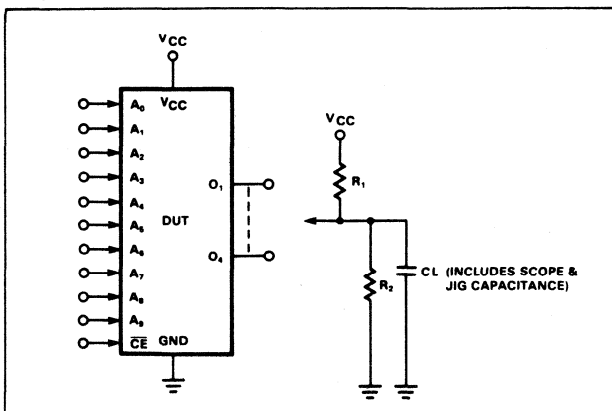 VCC
VCC
A0
A1
A2
A3
A4
A5
A6
A7
A8
A9
CE
DUT
GND
O1
O4
VCC
R1
R2
CL (INCLUDES SCOPE &
JIG CAPACITANCE)